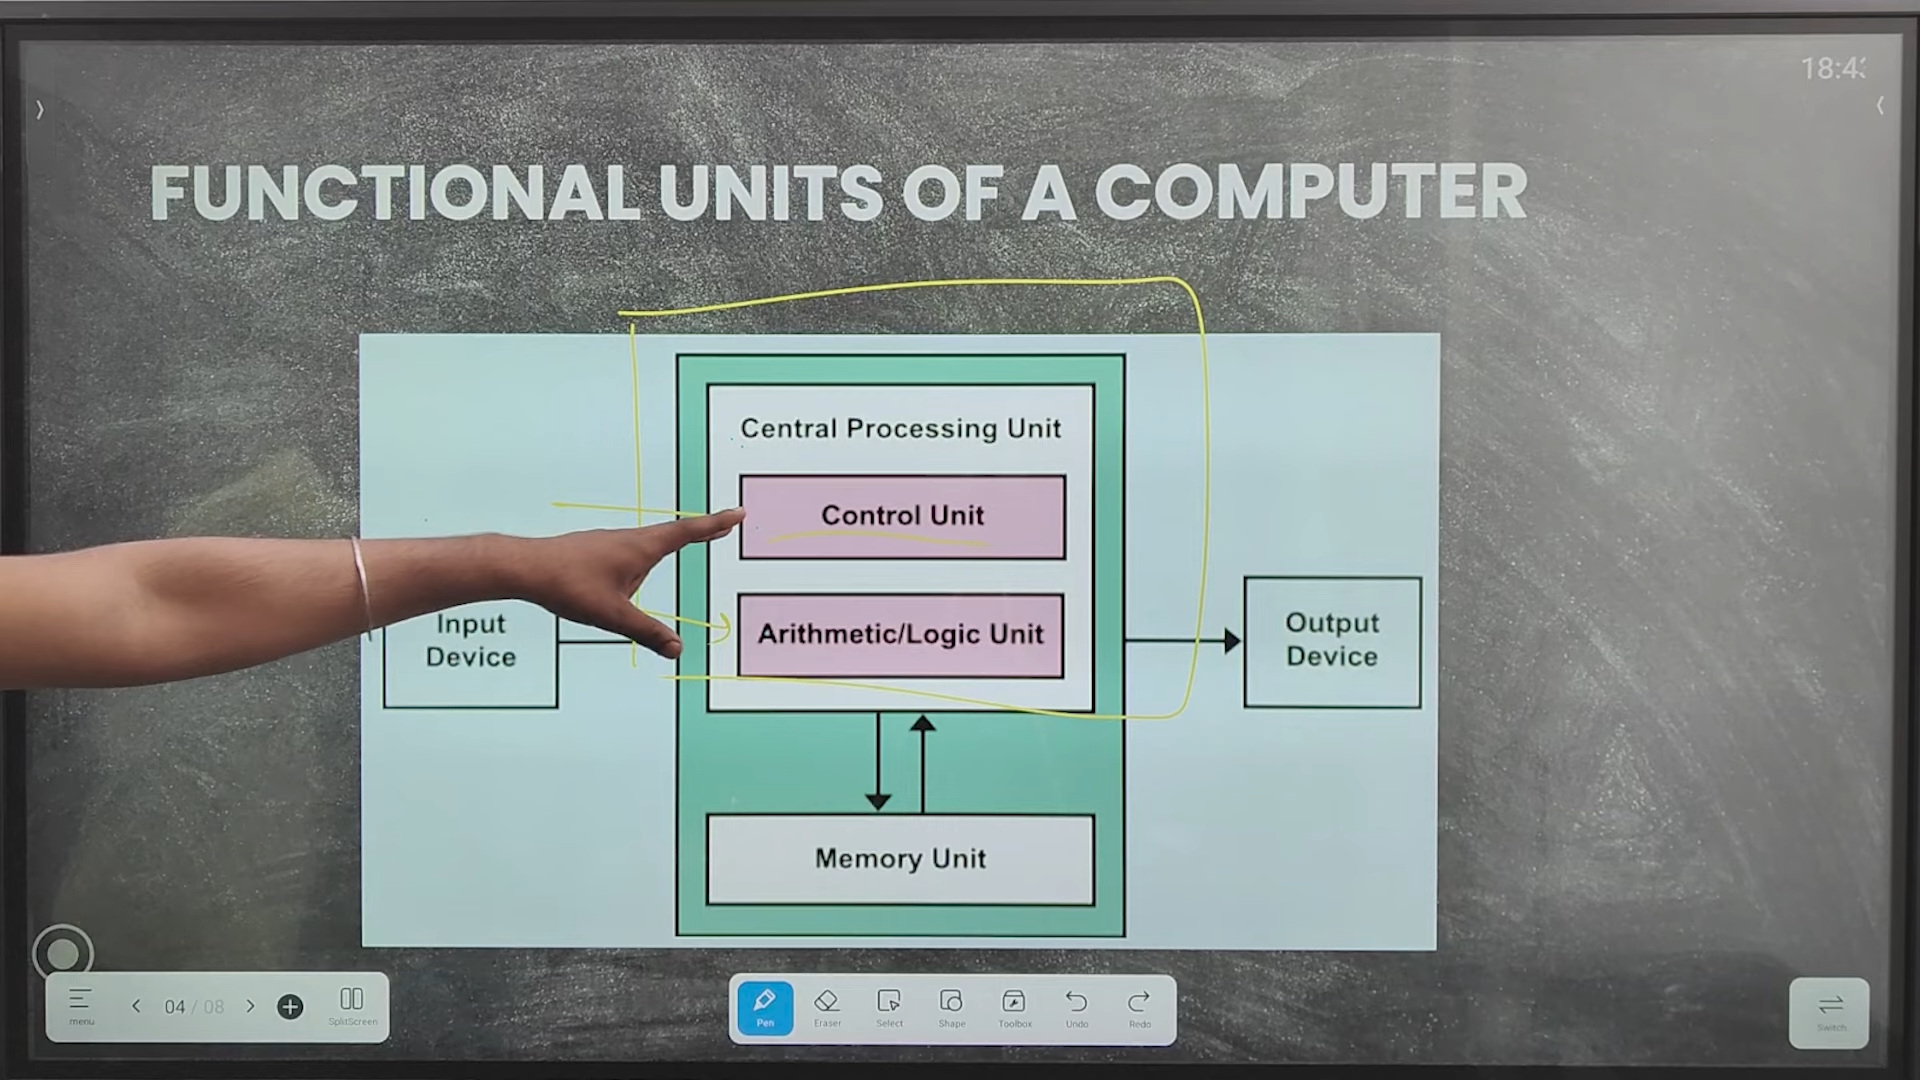 18:43
FUNCTIONAL UNITS OF A COMPUTER
Central Processing Unit
Control Unit
Arithmetic/Logic Unit
Input
Device
Output
Device
Memory Unit
menu
04 / 08
SplitScreen
Pen
Eraser
Select
Shape
Toolbox
Undo
Redo
Switch